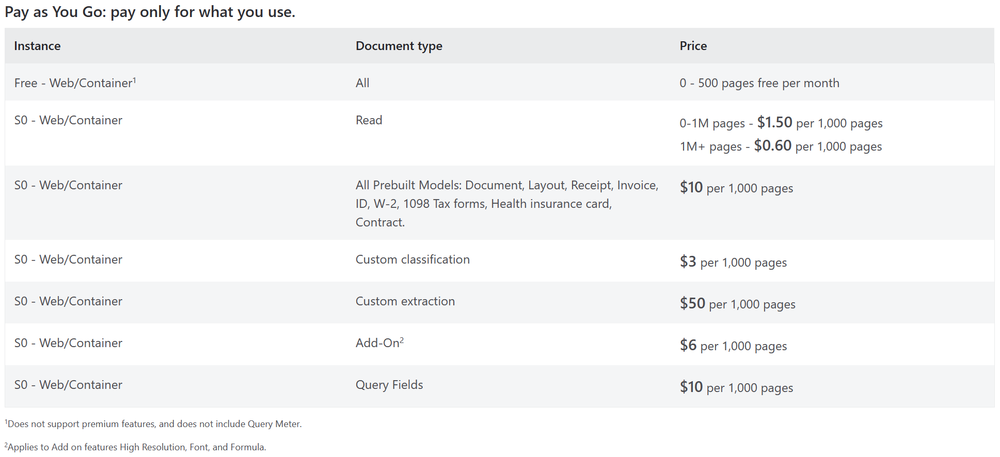 Pay as You Go: pay only for what you use.
Instance Document type Price
Free - Web/Container¹ All 0 - 500 pages free per month
S0 - Web/Container Read 0-1M pages - $1.50 per 1,000 pages
1M+ pages - $0.60 per 1,000 pages
S0 - Web/Container All Prebuilt Models: Document, Layout, Receipt, Invoice, $10 per 1,000 pages
ID, W-2, 1098 Tax forms, Health insurance card,
Contract.
S0 - Web/Container Custom classification $3 per 1,000 pages
S0 - Web/Container Custom extraction $50 per 1,000 pages
S0 - Web/Container Add-On² $6 per 1,000 pages
S0 - Web/Container Query Fields $10 per 1,000 pages
¹Does not support premium features, and does not include Query Meter.
²Applies to Add on features High Resolution, Font, and Formula.